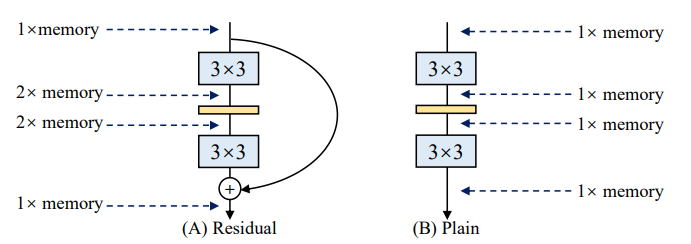 1×memory
3×3
2× memory
2× memory
3×3
+
1× memory
(A) Residual
1× memory
3×3
1× memory
1× memory
3×3
1× memory
(B) Plain